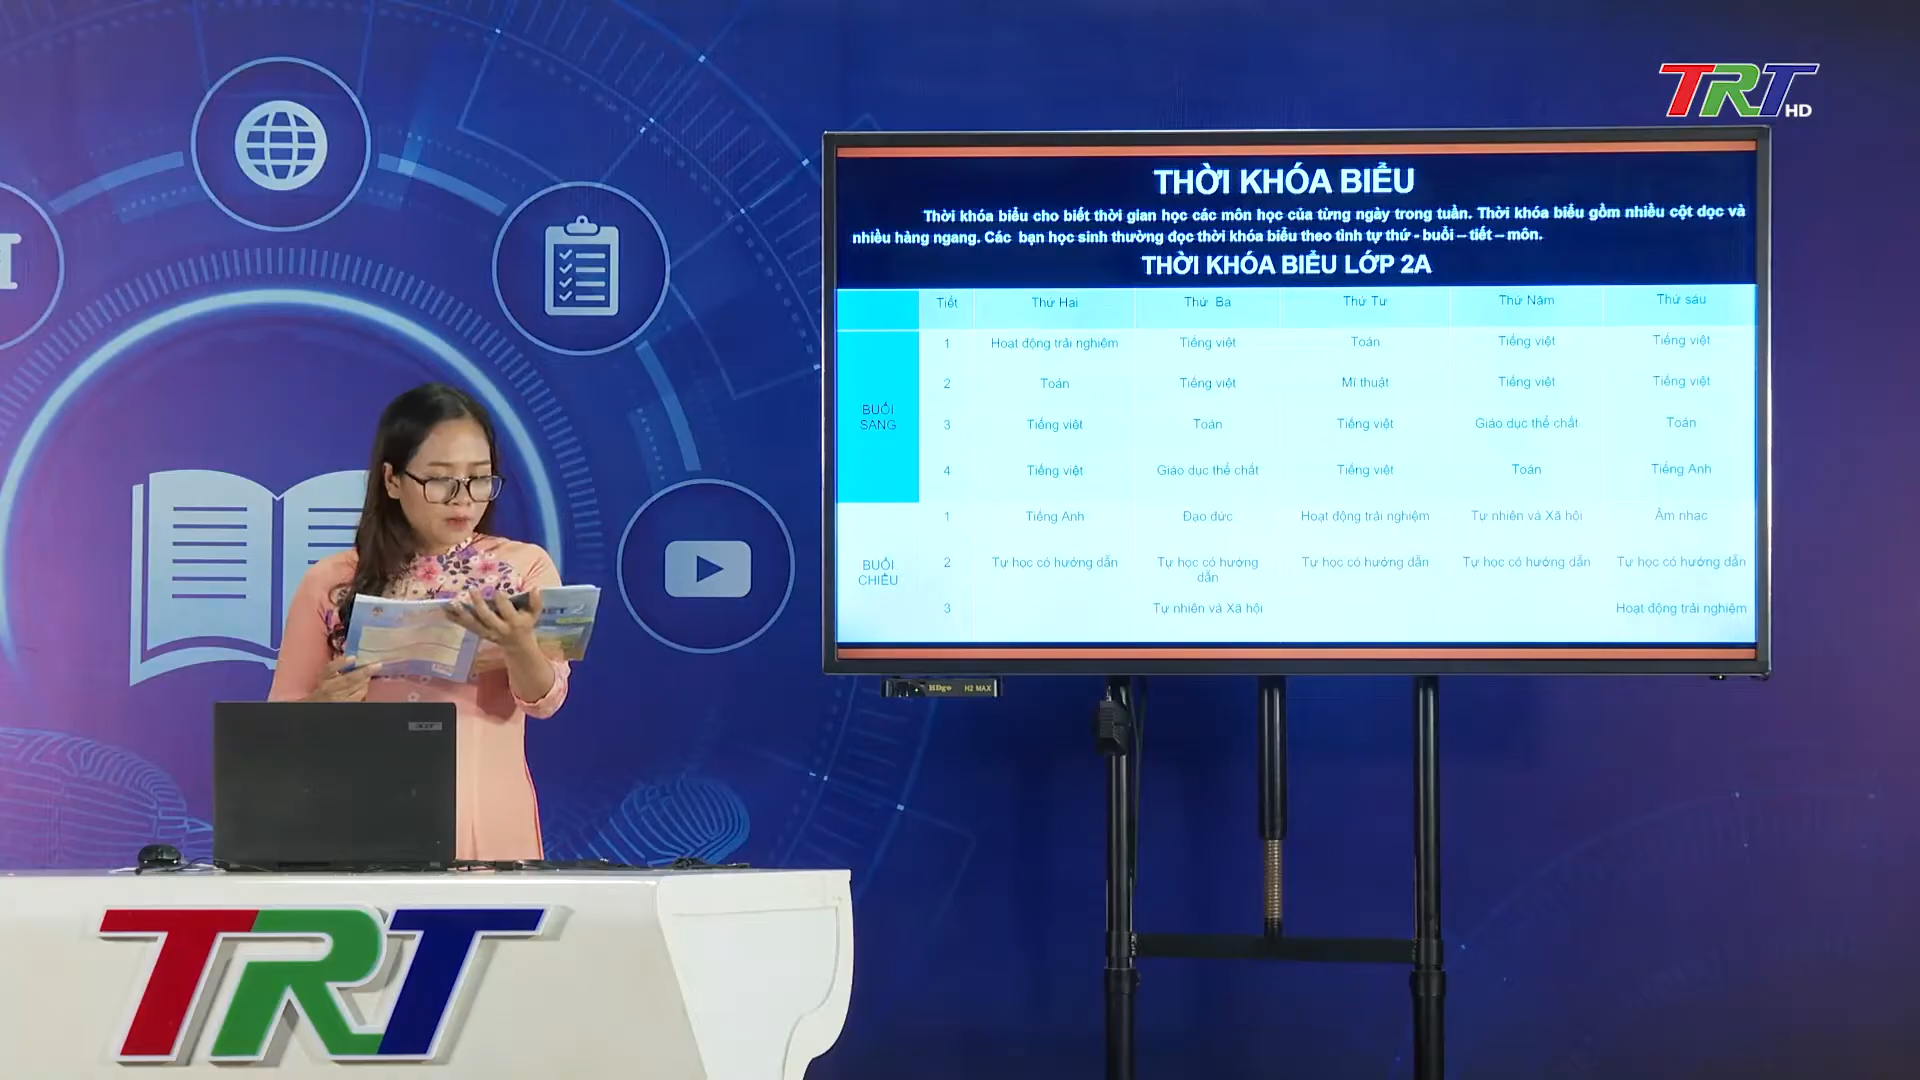 TRT HD
THỜI KHÓA BIỂU
Thời khóa biểu cho biết thời gian học các môn học của từng ngày trong tuần. Thời khóa biểu gồm nhiều cột dọc và
nhiều hàng ngang. Các bạn học sinh thường đọc thời khóa biểu theo tình tự thứ - buổi – tiết – môn.
THỜI KHÓA BIỂU LỚP 2A
Tiết Thứ Hai Thứ Ba Thứ Tư Thứ Năm Thứ sáu
BUỔI
SANG
1 Hoạt động trải nghiêm Tiếng việt Toán Tiếng việt Tiếng việt
2 Toán Tiếng việt Mĩ thuật Tiếng việt Tiếng việt
3 Tiếng việt Toán Tiếng việt Giáo dục thể chất Toán
4 Tiếng việt Giáo dục thể chất Tiếng việt Toán Tiếng Anh
BUỔI
CHIỀU
1 Tiếng Anh Đạo đức Hoạt động trải nghiệm Tự nhiên và Xã hội Âm nhạc
2 Tự học có hướng dẫn Tự học có hướng
dẫn Tự học có hướng dẫn Tự học có hướng dẫn Tự học có hướng dẫn
3 Tự nhiên và Xã hội Hoạt động trải nghiệm
HDgo H2 MAX
acer
TRT